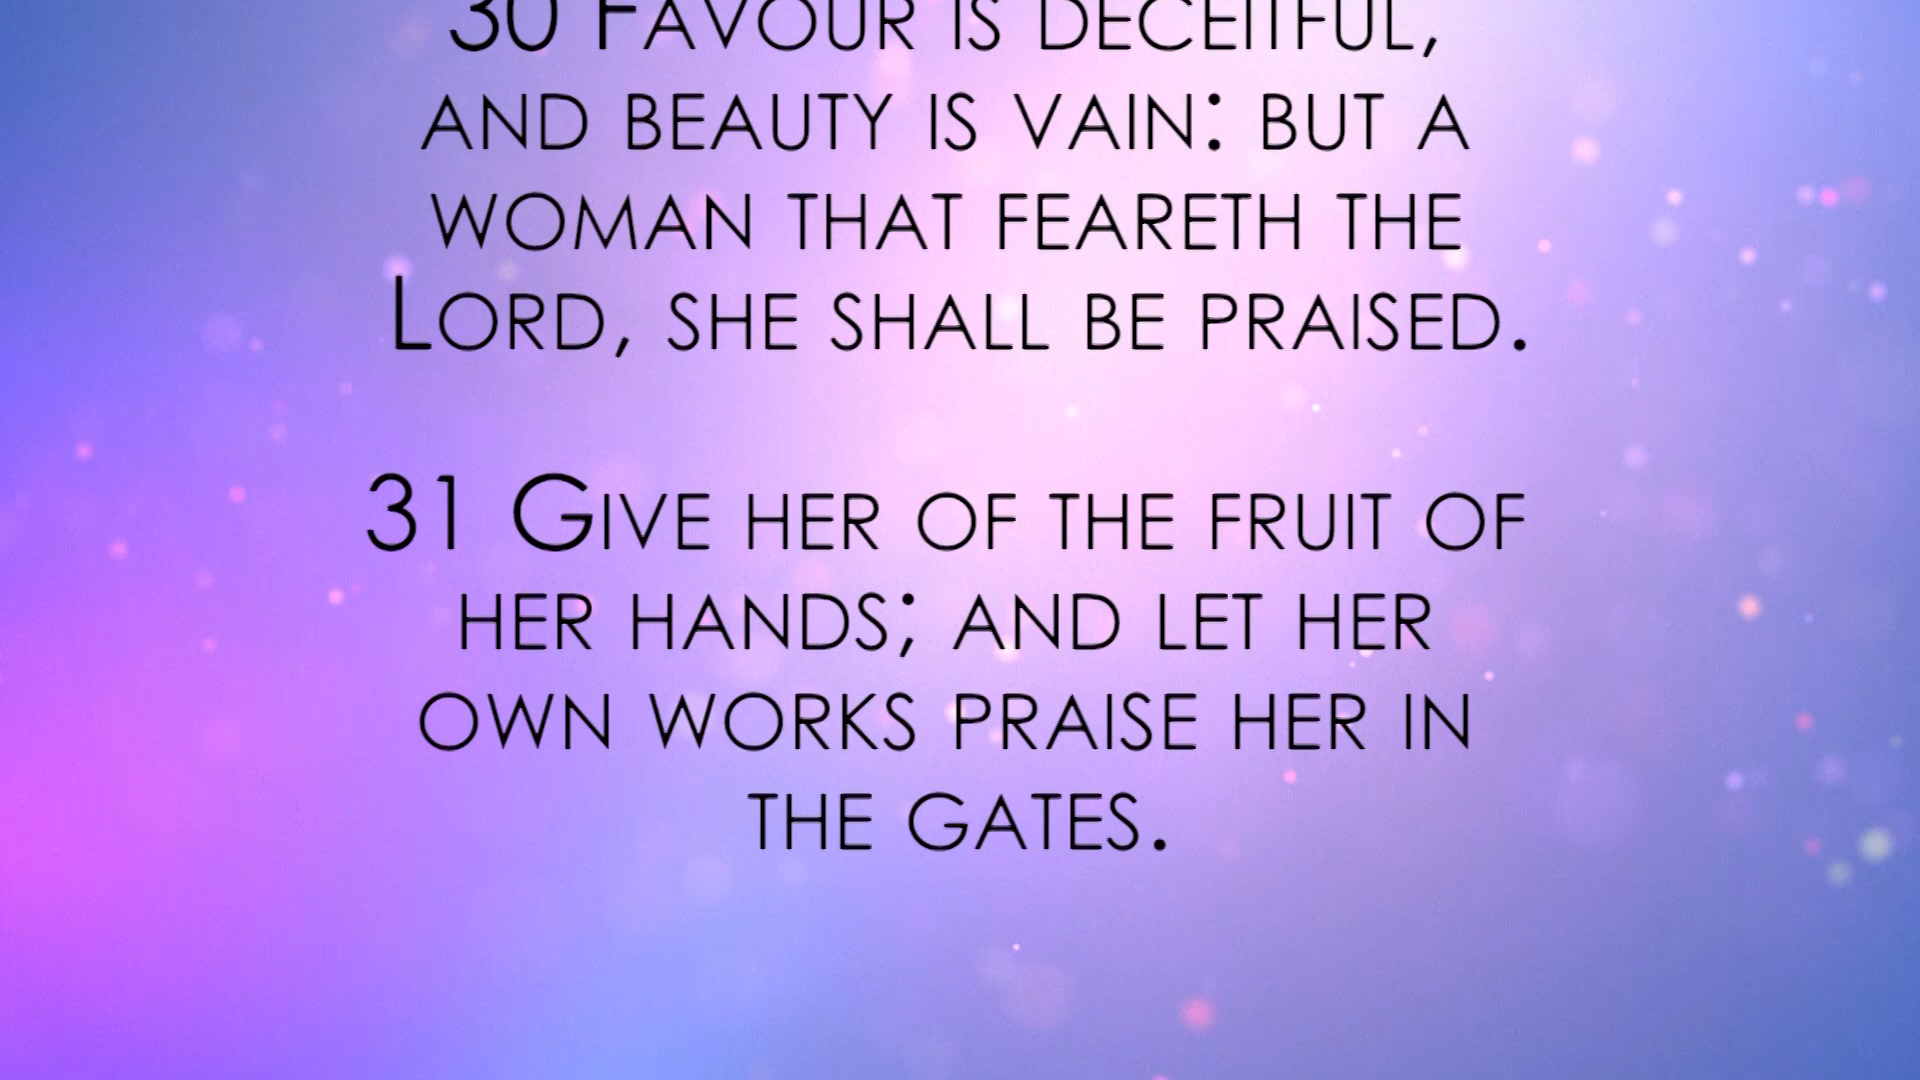 30 Favour is deceitful,
and beauty is vain: but a
woman that feareth the
Lord, she shall be praised.
31 Give her of the fruit of
her hands; and let her
own works praise her in
the gates.